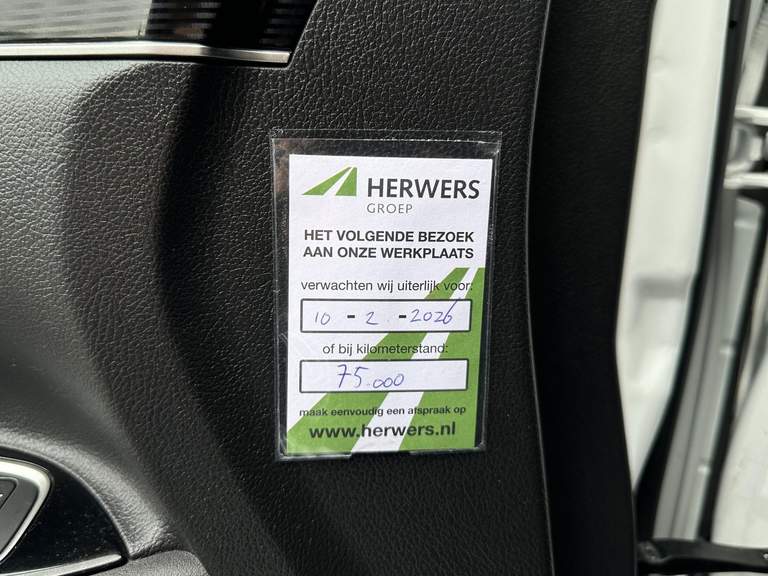 HERWERS
GROEP
HET VOLGENDE BEZOEK
AAN ONZE WERKPLAATS
verwachten wij uiterlijk voor:
10 - 2 - 2026
of bij kilometerstand:
75.000
maak eenvoudig een afspraak op
www.herwers.nl